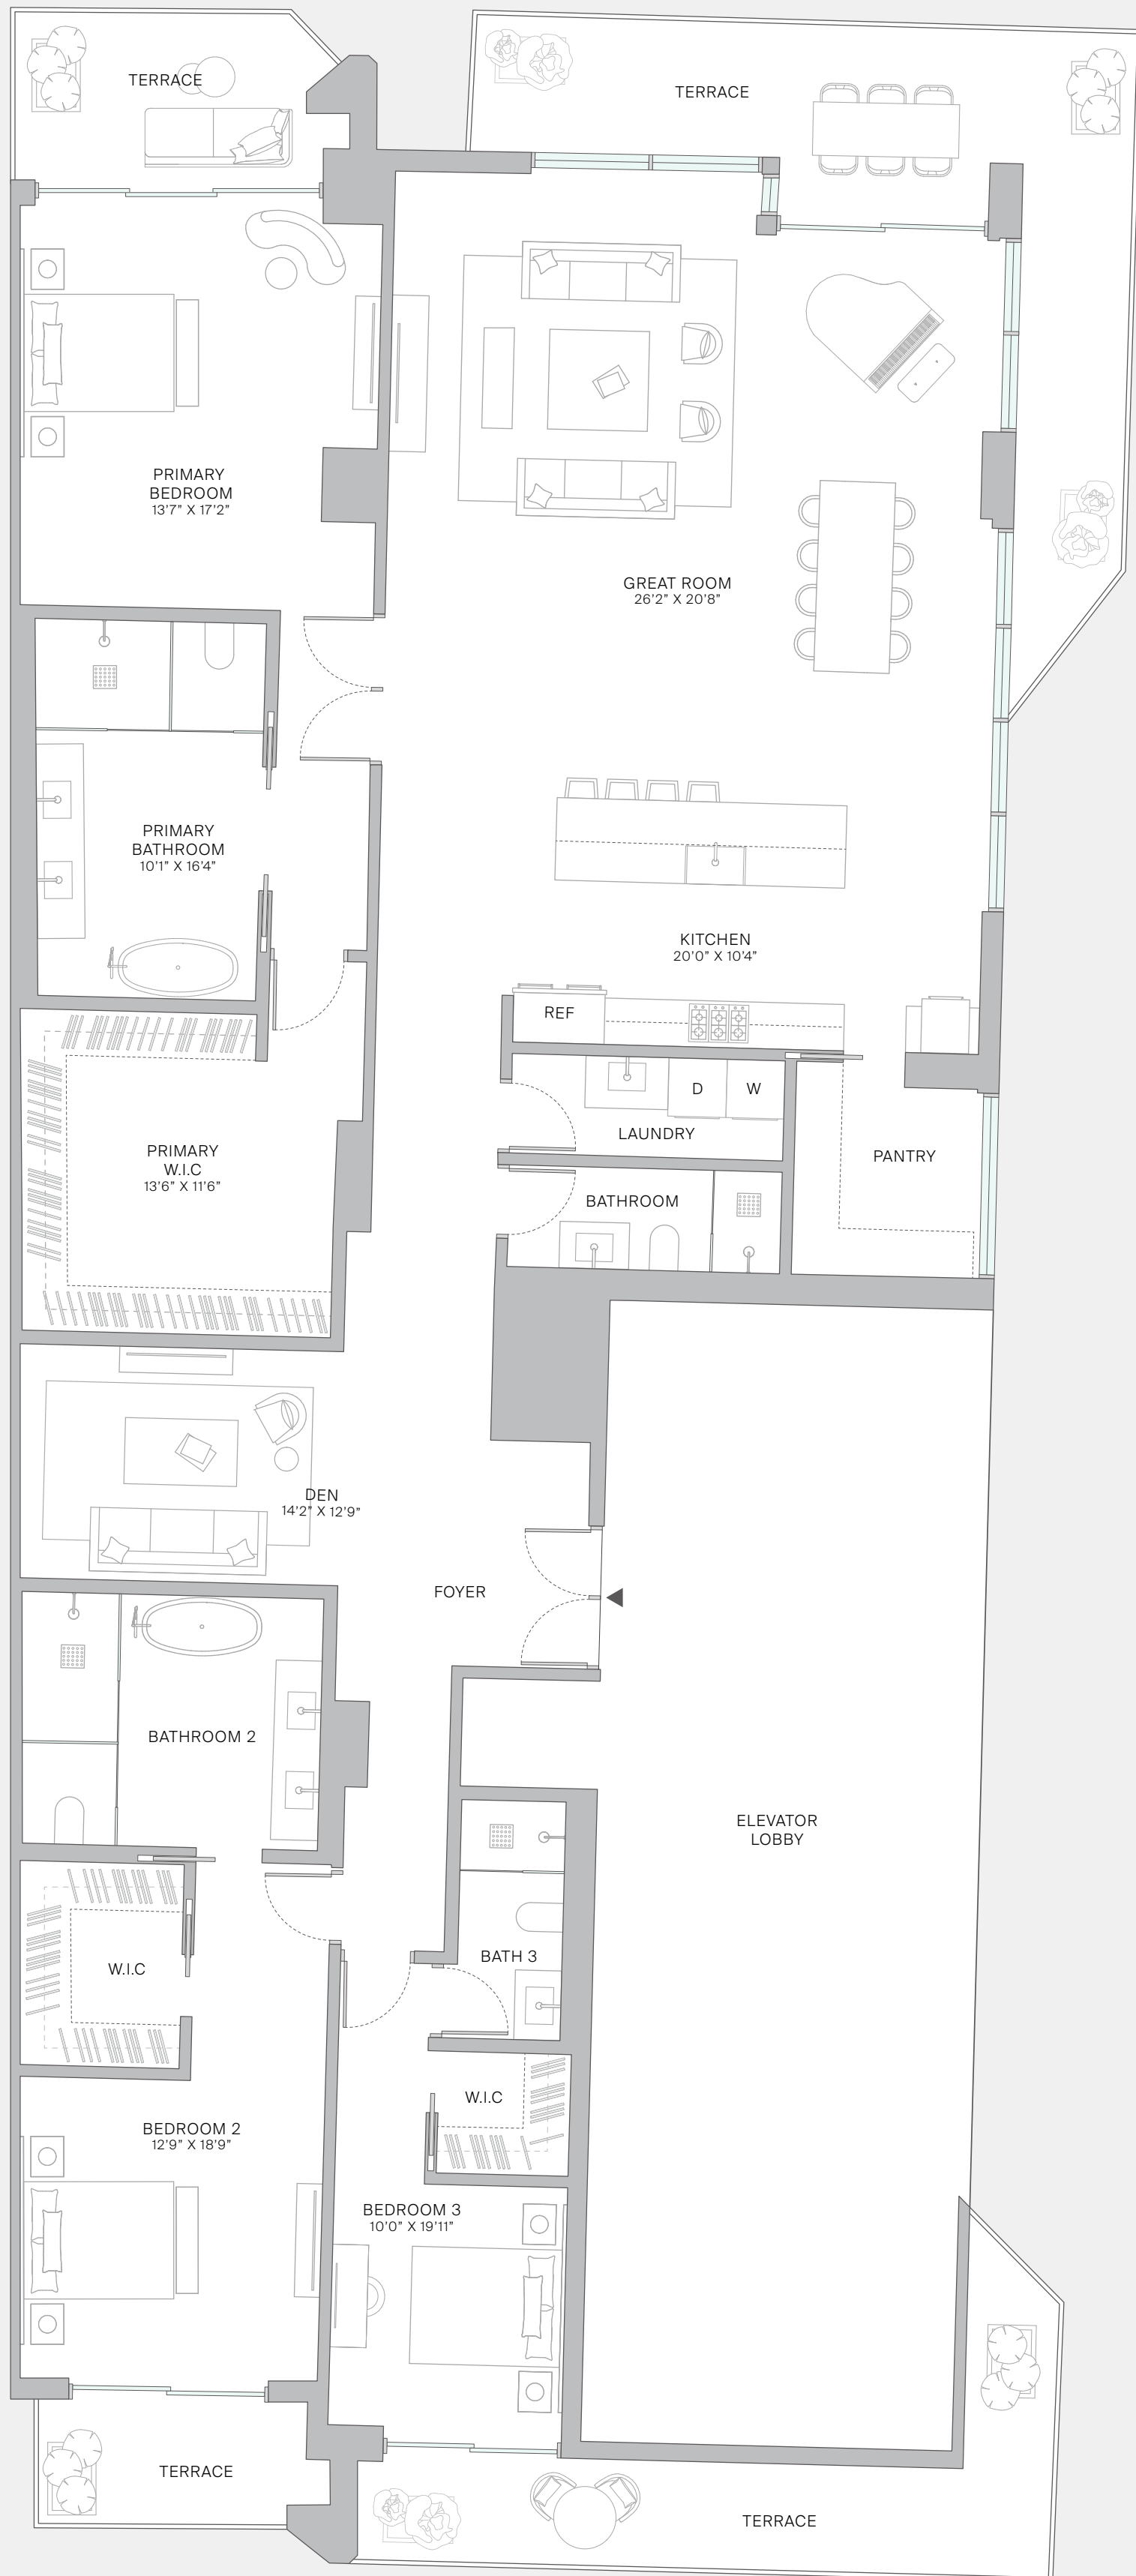 TERRACE
TERRACE
PRIMARY
BEDROOM
13'7" X 17'2"
GREAT ROOM
26'2" X 20'8"
PRIMARY
BATHROOM
10'1" X 16'4"
KITCHEN
20'0" X 10'4"
REF
D
W
LAUNDRY
PRIMARY
W.I.C
13'6" X 11'6"
PANTRY
BATHROOM
DEN
14'2" X 12'9"
FOYER
BATHROOM 2
ELEVATOR
LOBBY
BATH 3
W.I.C
W.I.C
BEDROOM 2
12'9" X 18'9"
BEDROOM 3
10'0" X 19'11"
TERRACE
TERRACE